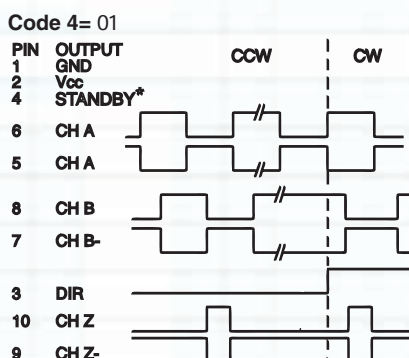 Code 4= 01
PIN OUTPUT
1 GND
2 Vcc
4 STANDBY*
CCW CW
6 CH A
5 CH A
8 CH B
7 CH B-
3 DIR
10 CH Z
9 CH Z-